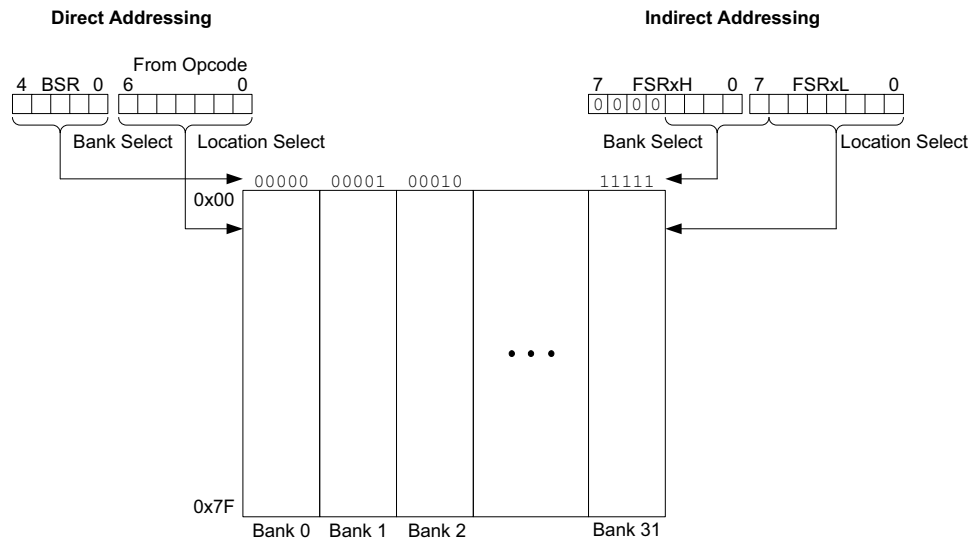 Direct Addressing Indirect Addressing
From Opcode
4 BSR 0 6 0 7 FSRxH 0 7 FSRxL 0
0 0 0 0
Bank Select Location Select Bank Select Location Select
00000 00001 00010 11111
0x00
0x7F
Bank 0 Bank 1 Bank 2 Bank 31